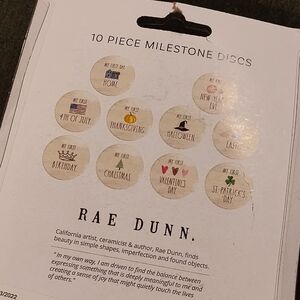 10 PIECE MILESTONE DISCS
MY FIRST DAY
HOME
MY FIRST
NEW YEAR'S
EVE
MY FIRST
4TH OF JULY
MY FIRST
THANKSGIVING
MY FIRST
HALLOWEEN
MY FIRST
EASTER
MY FIRST
BIRTHDAY
MY FIRST
CHRISTMAS
MY FIRST
VALENTINE'S
DAY
MY FIRST
ST. PATRICK'S
DAY
RAE DUNN.
California artist, ceramicist & author, Rae Dunn, finds
beauty in simple shapes, imperfection and found objects.
"In my own way, I am driven to find the balance between
expressing something that is deeply meaningful to me and
creating a sense of joy that might quietly touch the lives
of others."
3/2022